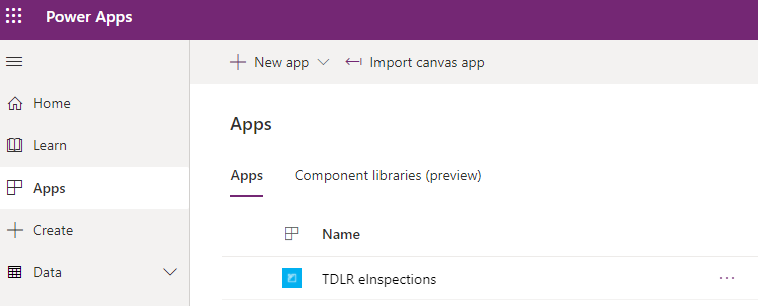 Power Apps
New app
Import canvas app
Home
Learn
Apps
Create
Data
Apps
Apps
Component libraries (preview)
Name
TDLR eInspections